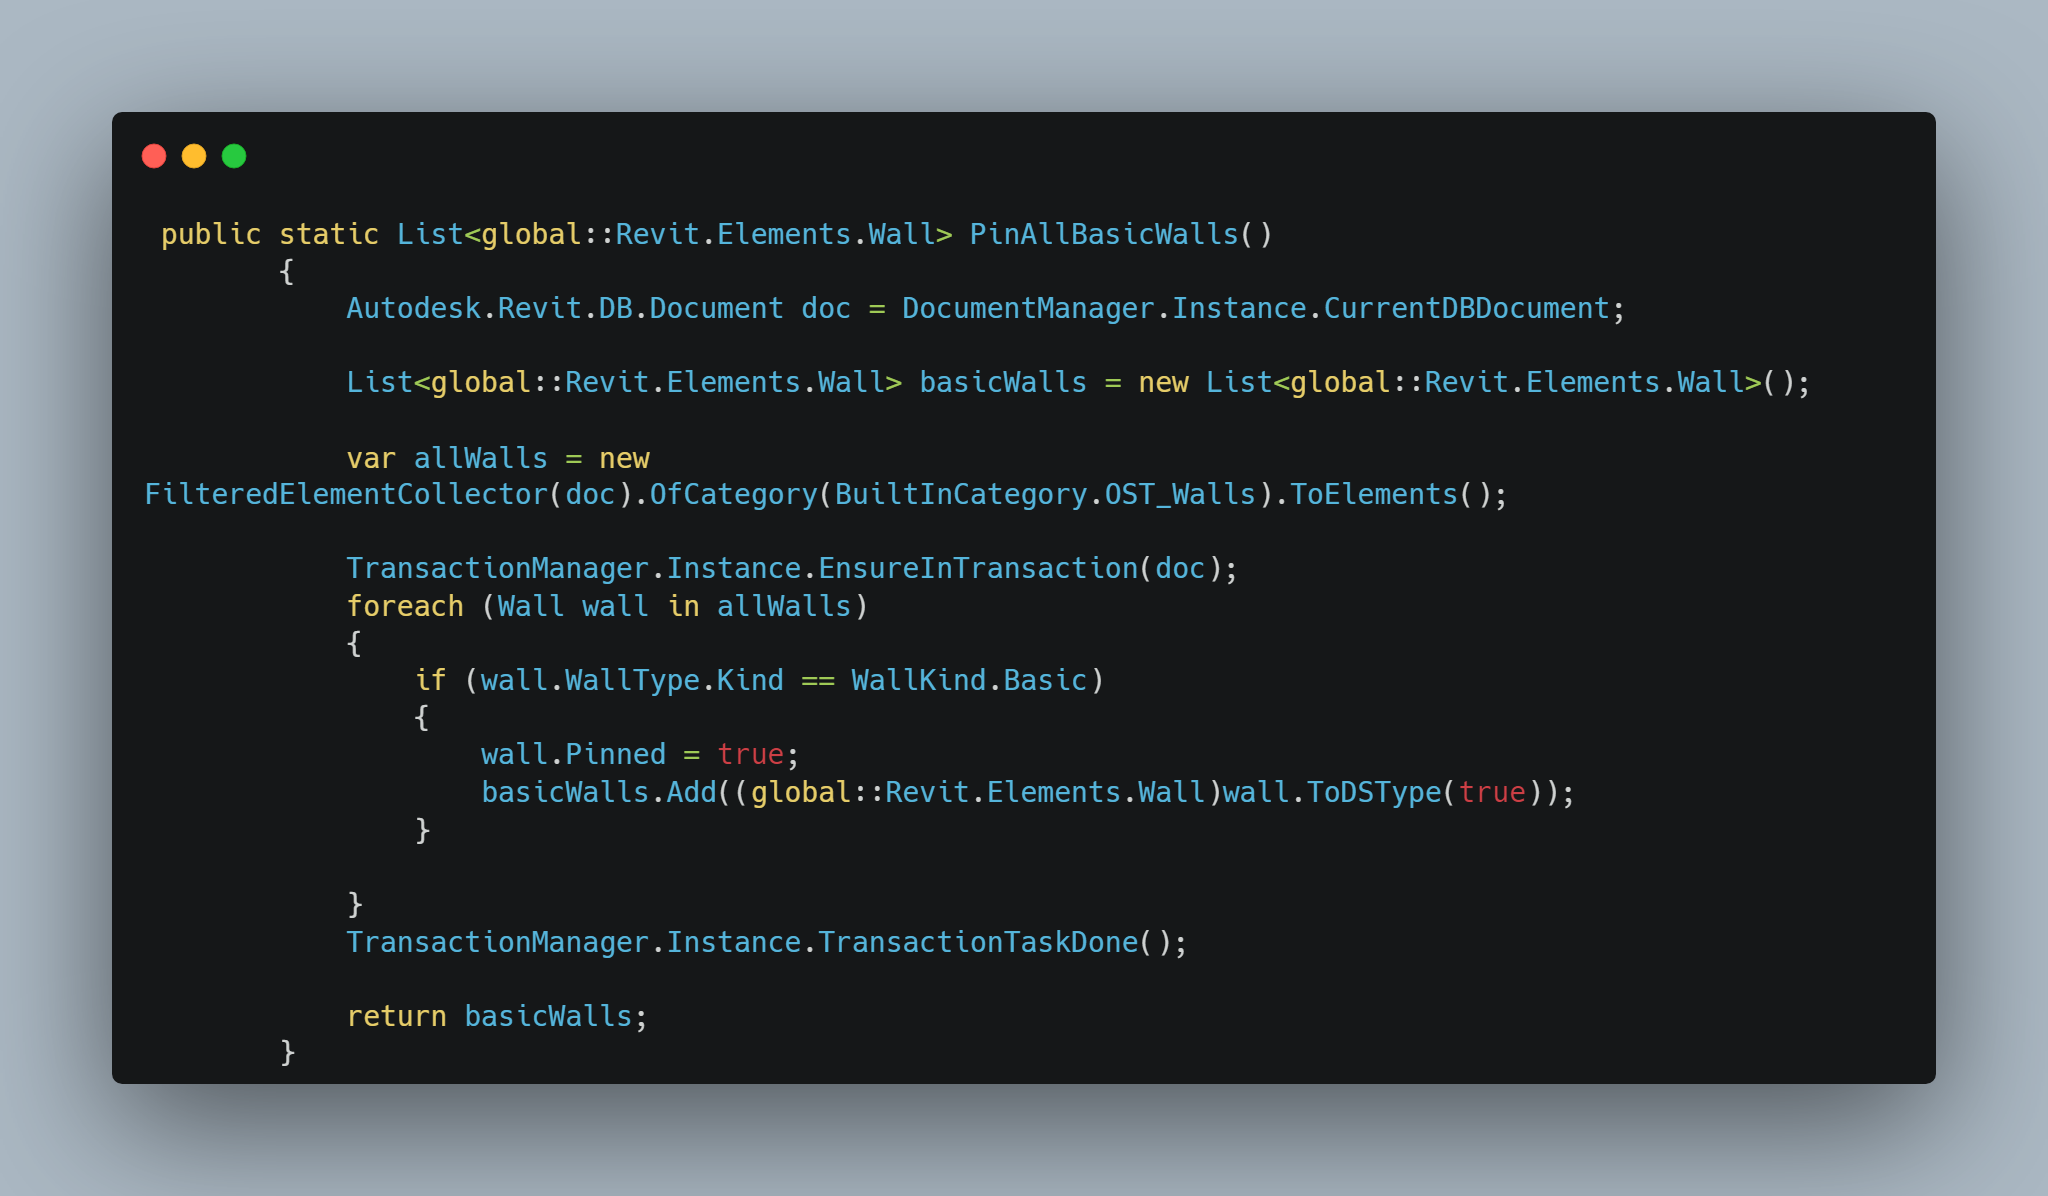 public static List<global::Revit.Elements.Wall> PinAllBasicWalls()
{
Autodesk.Revit.DB.Document doc = DocumentManager.Instance.CurrentDBDocument;
List<global::Revit.Elements.Wall> basicWalls = new List<global::Revit.Elements.Wall>();
var allWalls = new
FilteredElementCollector(doc).OfCategory(BuiltInCategory.OST_Walls).ToElements();
TransactionManager.Instance.EnsureInTransaction(doc);
foreach (Wall wall in allWalls)
{
if (wall.WallType.Kind == WallKind.Basic)
{
wall.Pinned = true;
basicWalls.Add((global::Revit.Elements.Wall)wall.ToDSType(true));
}
}
TransactionManager.Instance.TransactionTaskDone();
return basicWalls;
}